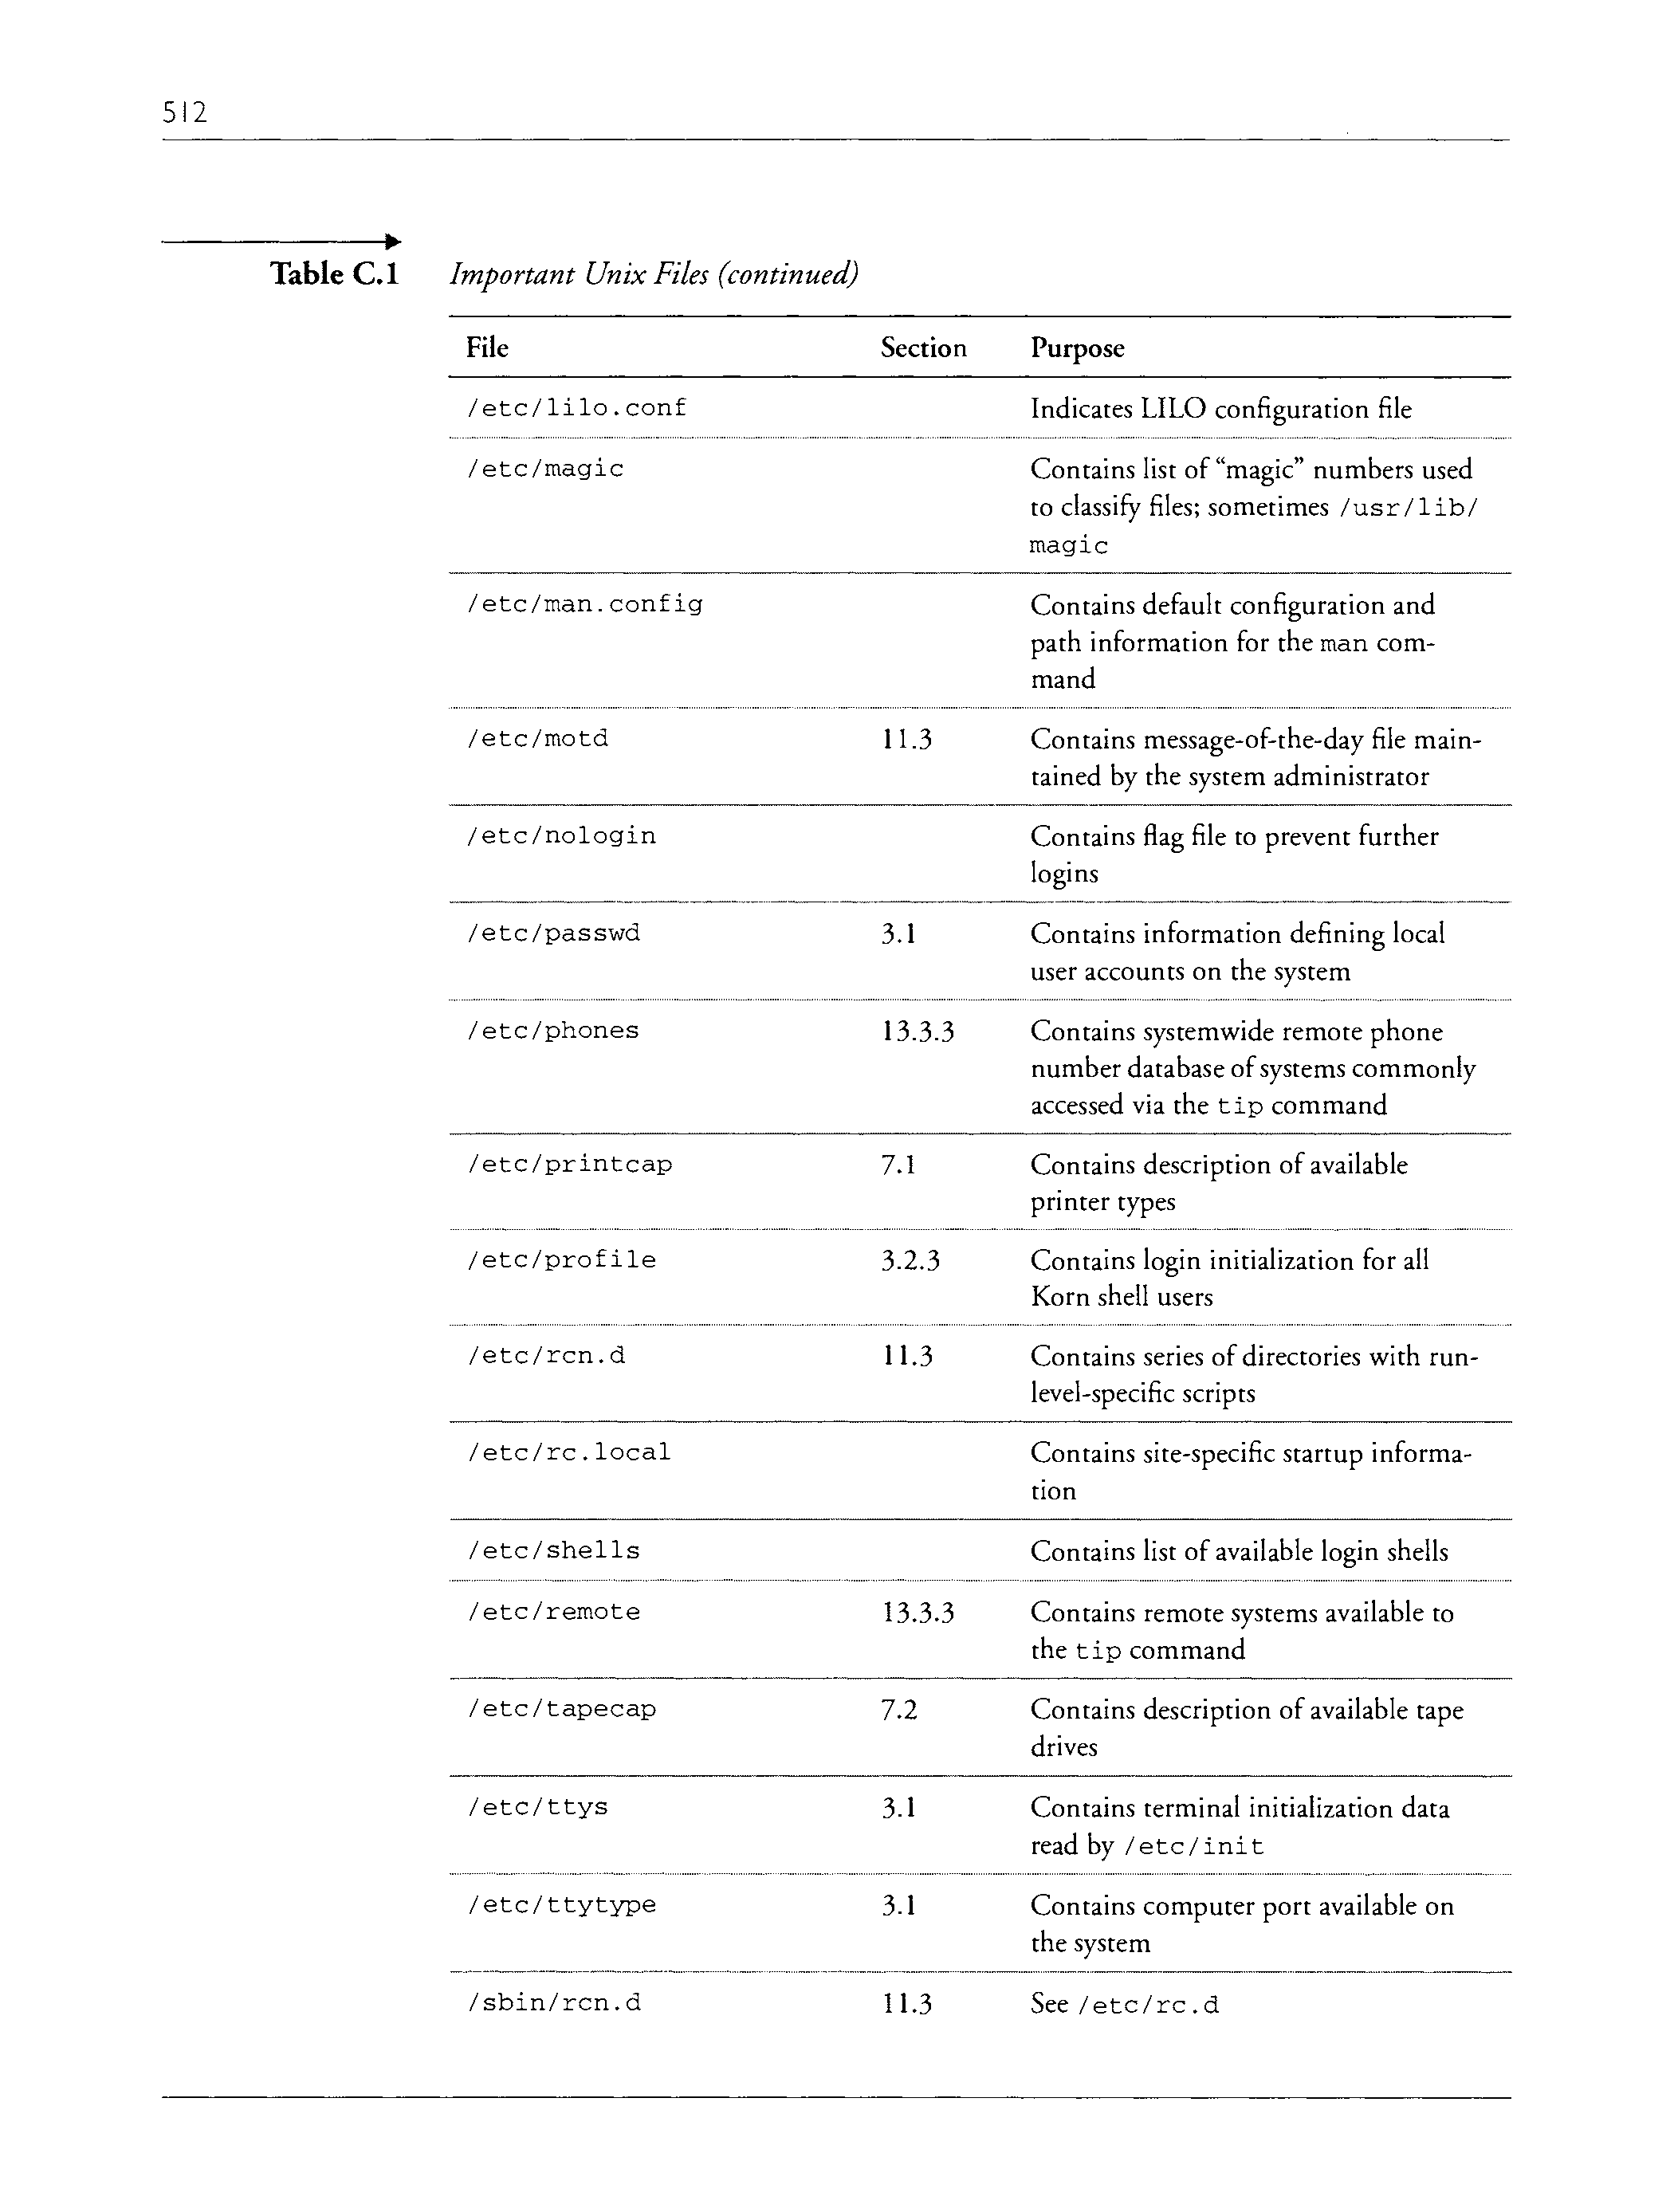 512
Table C.1 Important Unix Files (continued)
File Section Purpose
/etc/lilo.conf Indicates LILO configuration file
/etc/magic Contains list of “magic” numbers used
to classify files; sometimes /usr/lib/
magic
/etc/man.config Contains default configuration and
path information for the man com-
mand
/etc/motd 11.3 Contains message-of-the-day file main-
tained by the system administrator
/etc/nologin Contains flag file to prevent further
logins
/etc/passwd 3.1 Contains information defining local
user accounts on the system
/etc/phones 13.3.3 Contains systemwide remote phone
number database of systems commonly
accessed via the tip command
/etc/printcap 7.1 Contains description of available
printer types
/etc/profile 3.2.3 Contains login initialization for all
Korn shell users
/etc/rcn.d 11.3 Contains series of directories with run-
level-specific scripts
/etc/rc.local Contains site-specific startup informa-
tion
/etc/shells Contains list of available login shells
/etc/remote 13.3.3 Contains remote systems available to
the tip command
/etc/tapecap 7.2 Contains description of available tape
drives
/etc/ttys 3.1 Contains terminal initialization data
read by /etc/init
/etc/ttytype 3.1 Contains computer port available on
the system
/sbin/rcn.d 11.3 See /etc/rc.d